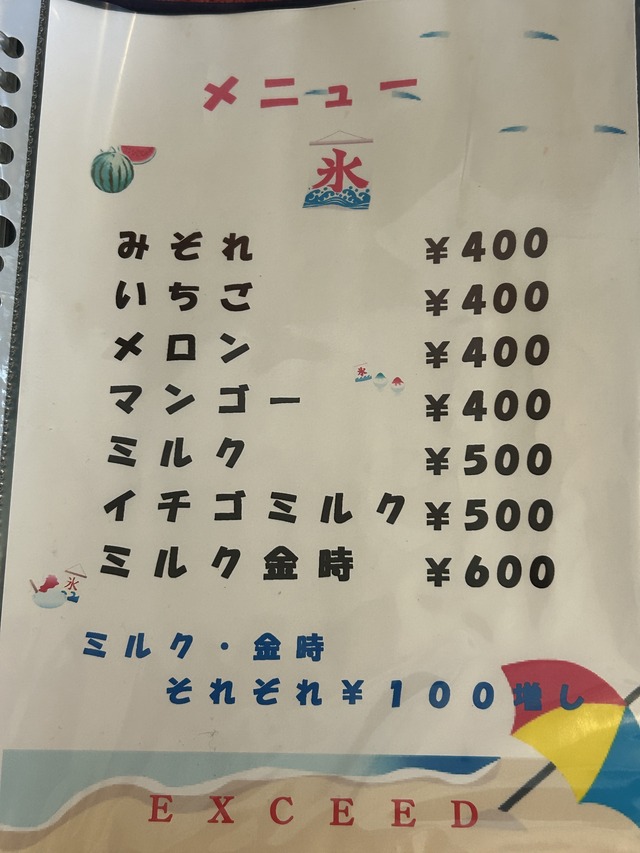 メニュー
氷
みぞれ ¥400
いちご ¥400
メロン ¥400
マンゴー ¥400
ミルク ¥500
イチゴミルク ¥500
ミルク金時 ¥600
ミルク・金時
それぞれ¥100増し
EXCEED